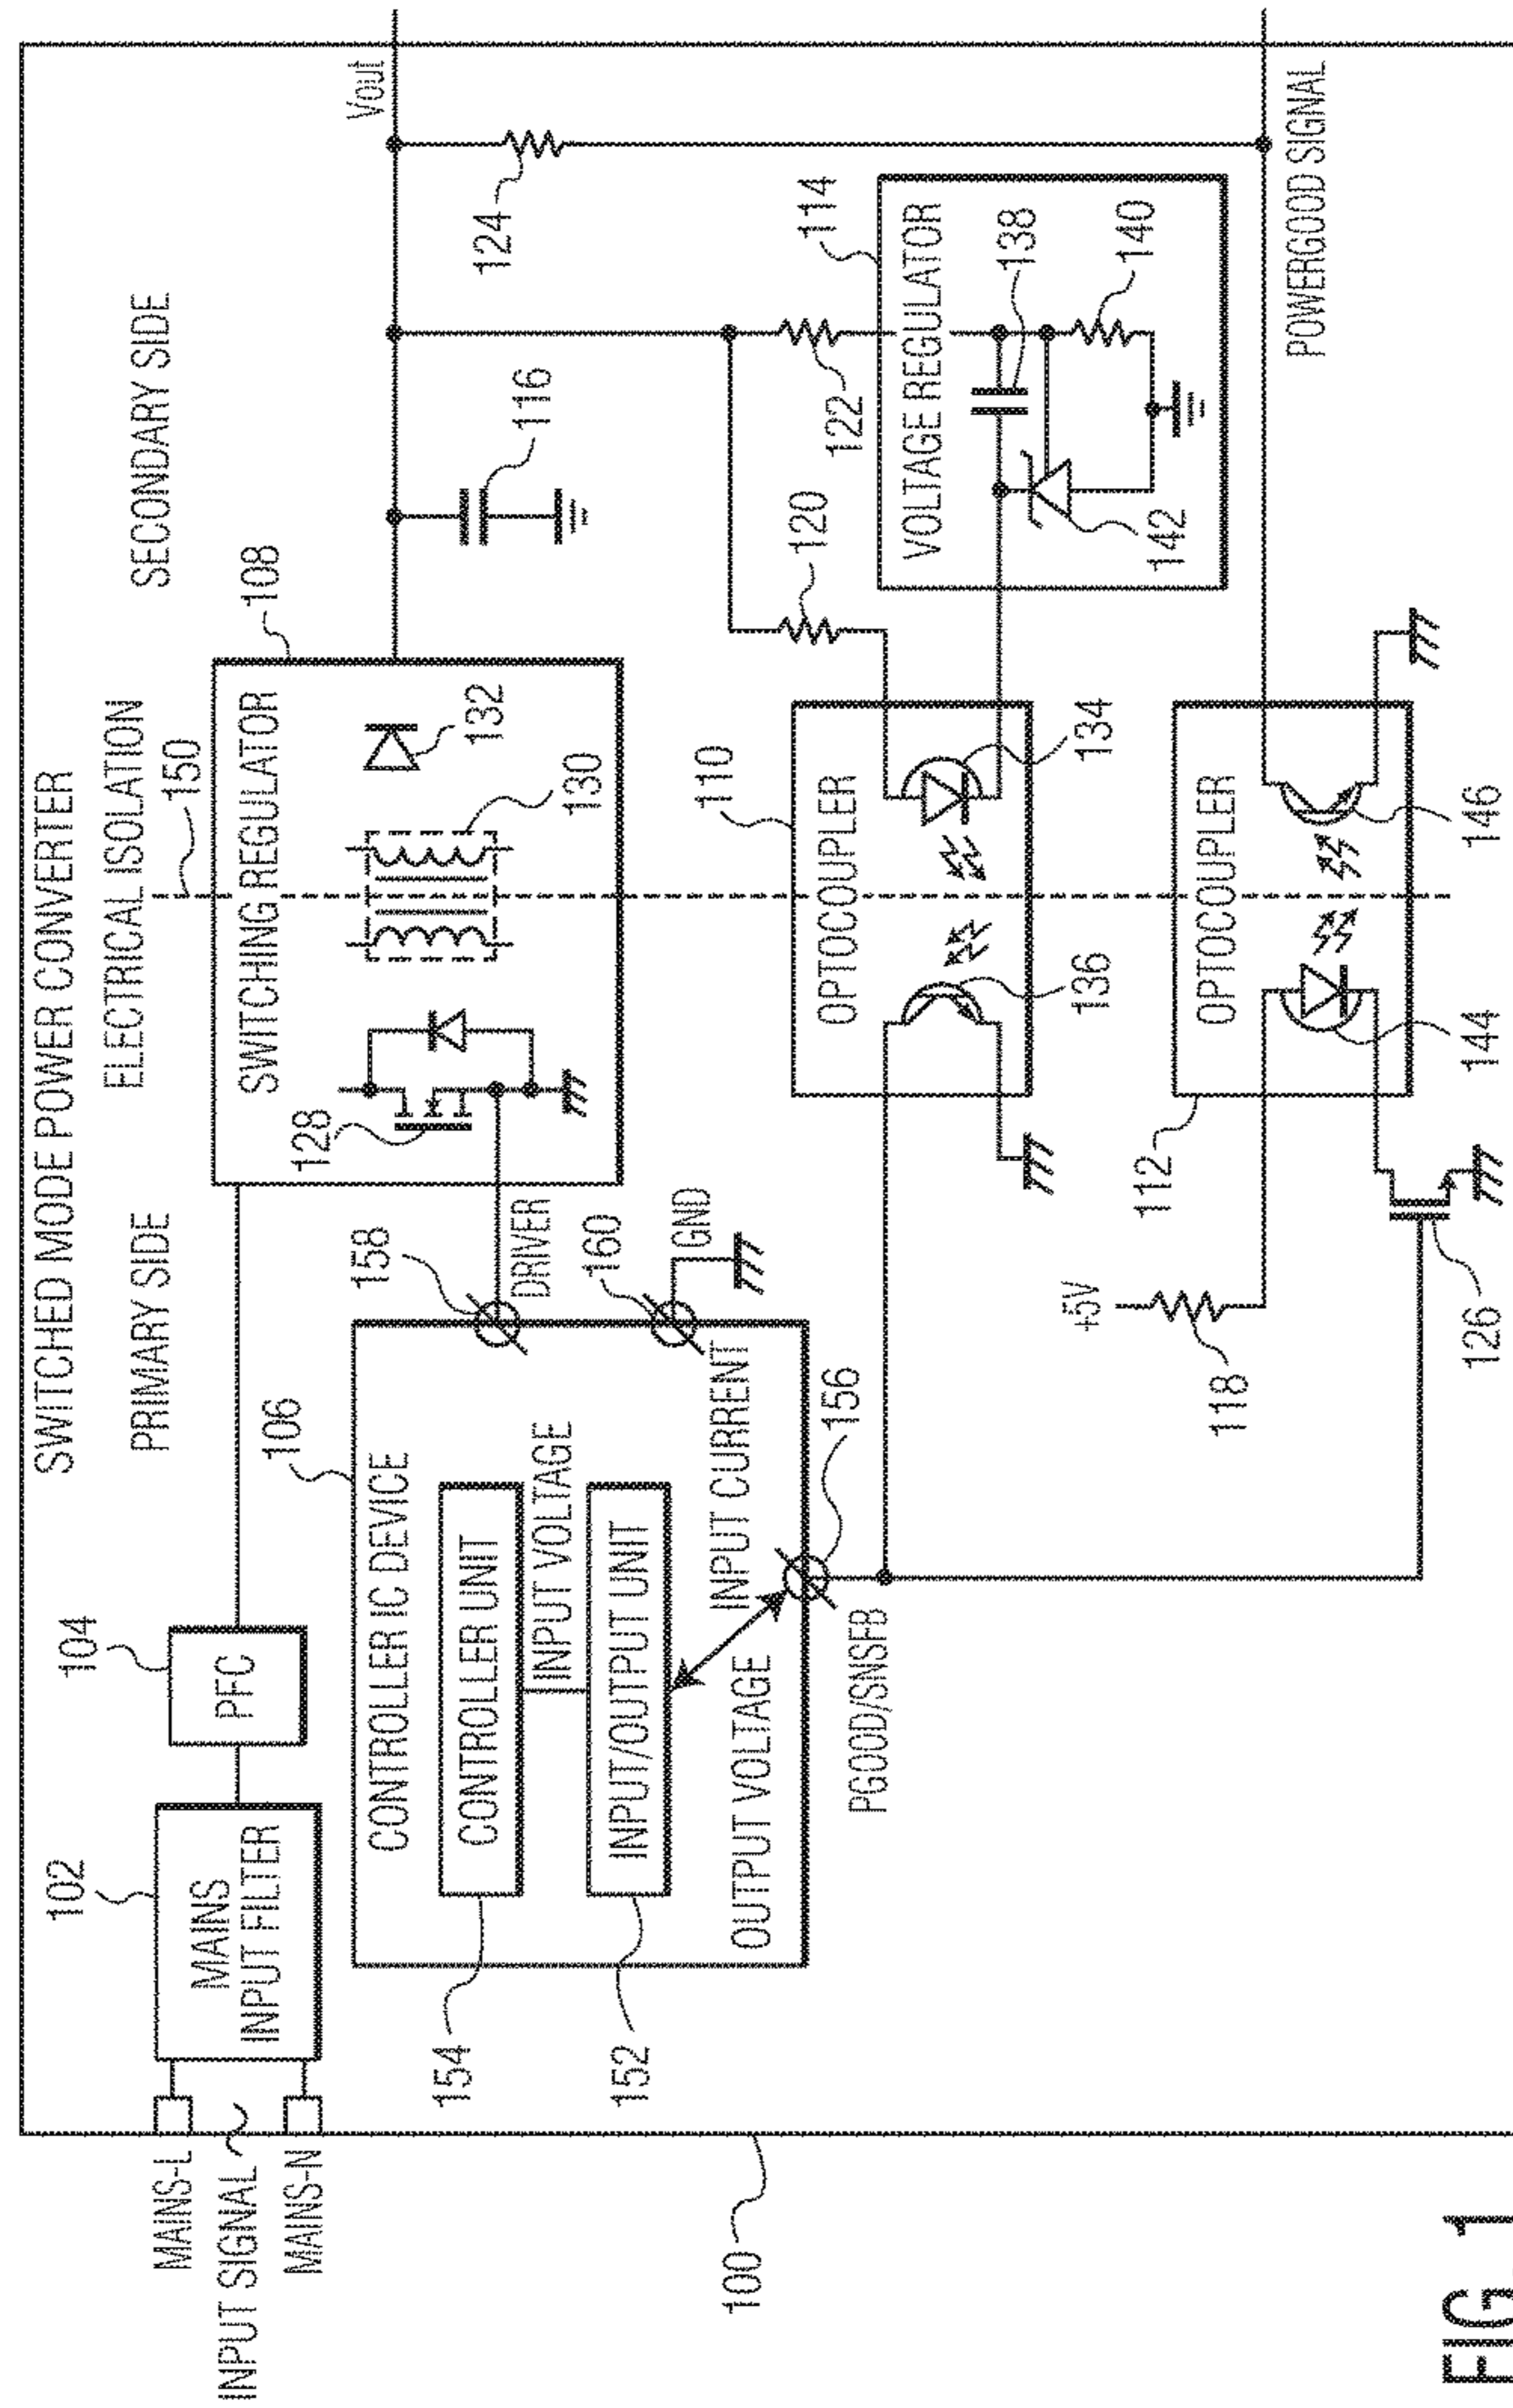 SWITCHED MODE POWER CONVERTER
PRIMARY SIDE
ELECTRICAL ISOLATION
SECONDARY SIDE
150
MAINS-L
INPUT SIGNAL
MAINS-N
102
MAINS
INPUT FILTER
104
PFC
106
CONTROLLER IC DEVICE
CONTROLLER UNIT
INPUT VOLTAGE
INPUT/OUTPUT UNIT
INPUT CURRENT
OUTPUT VOLTAGE
154
152
PGOOD/SNSFB
156
158
DRIVER
160
GND
108
SWITCHING REGULATOR
128
130
132
116
Vout
124
110
OPTOCOUPLER
136
134
120
122
114
VOLTAGE REGULATOR
138
140
142
112
OPTOCOUPLER
144
146
+5V
118
126
POWERGOOD SIGNAL
100
FIG. 1